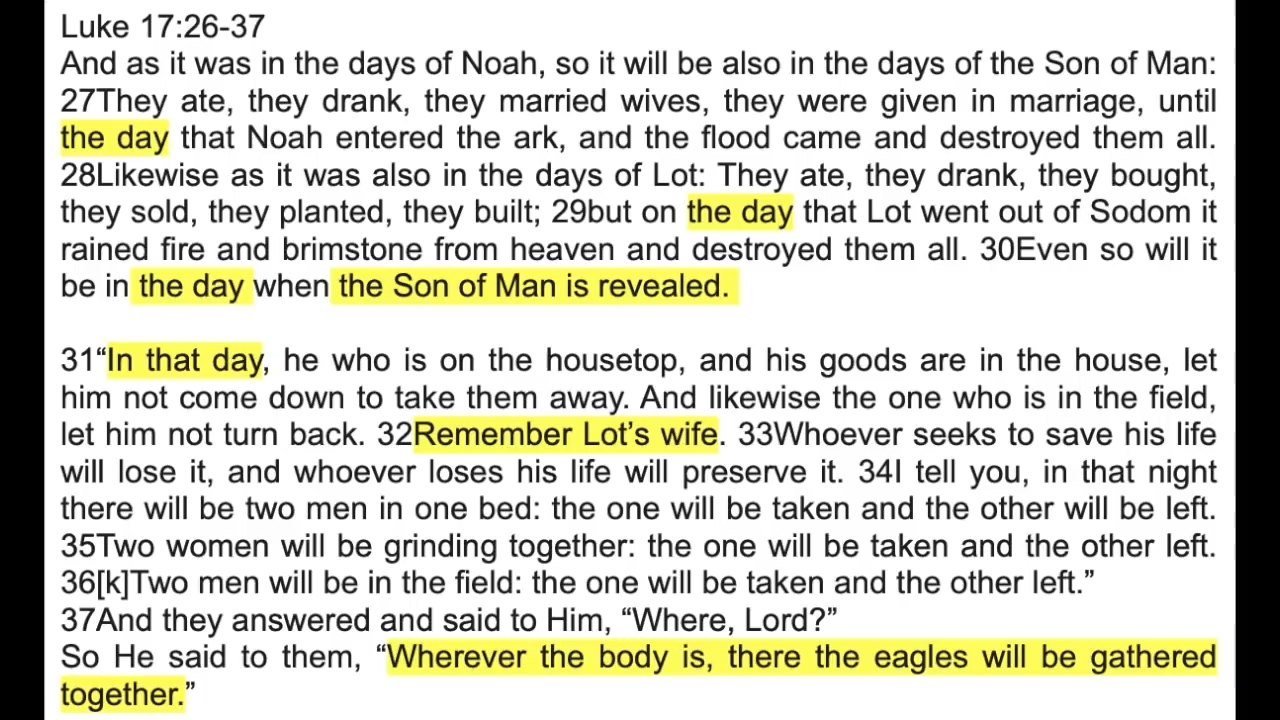 Luke 17:26-37
And as it was in the days of Noah, so it will be also in the days of the Son of Man:
27They ate, they drank, they married wives, they were given in marriage, until
the day that Noah entered the ark, and the flood came and destroyed them all.
28Likewise as it was also in the days of Lot: They ate, they drank, they bought,
they sold, they planted, they built; 29but on the day that Lot went out of Sodom it
rained fire and brimstone from heaven and destroyed them all. 30Even so will it
be in the day when the Son of Man is revealed.
31“In that day, he who is on the housetop, and his goods are in the house, let
him not come down to take them away. And likewise the one who is in the field,
let him not turn back. 32Remember Lot’s wife. 33Whoever seeks to save his life
will lose it, and whoever loses his life will preserve it. 34I tell you, in that night
there will be two men in one bed: the one will be taken and the other will be left.
35Two women will be grinding together: the one will be taken and the other left.
36[k]Two men will be in the field: the one will be taken and the other left.”
37And they answered and said to Him, “Where, Lord?”
So He said to them, “Wherever the body is, there the eagles will be gathered
together.”